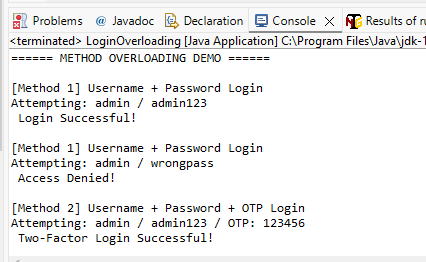 Problems @ Javadoc Declaration Console Results of ru
<terminated> LoginOverloading [Java Application] C:\Program Files\Java\jdk-1
====== METHOD OVERLOADING DEMO ======
[Method 1] Username + Password Login
Attempting: admin / admin123
Login Successful!
[Method 1] Username + Password Login
Attempting: admin / wrongpass
Access Denied!
[Method 2] Username + Password + OTP Login
Attempting: admin / admin123 / OTP: 123456
Two-Factor Login Successful!